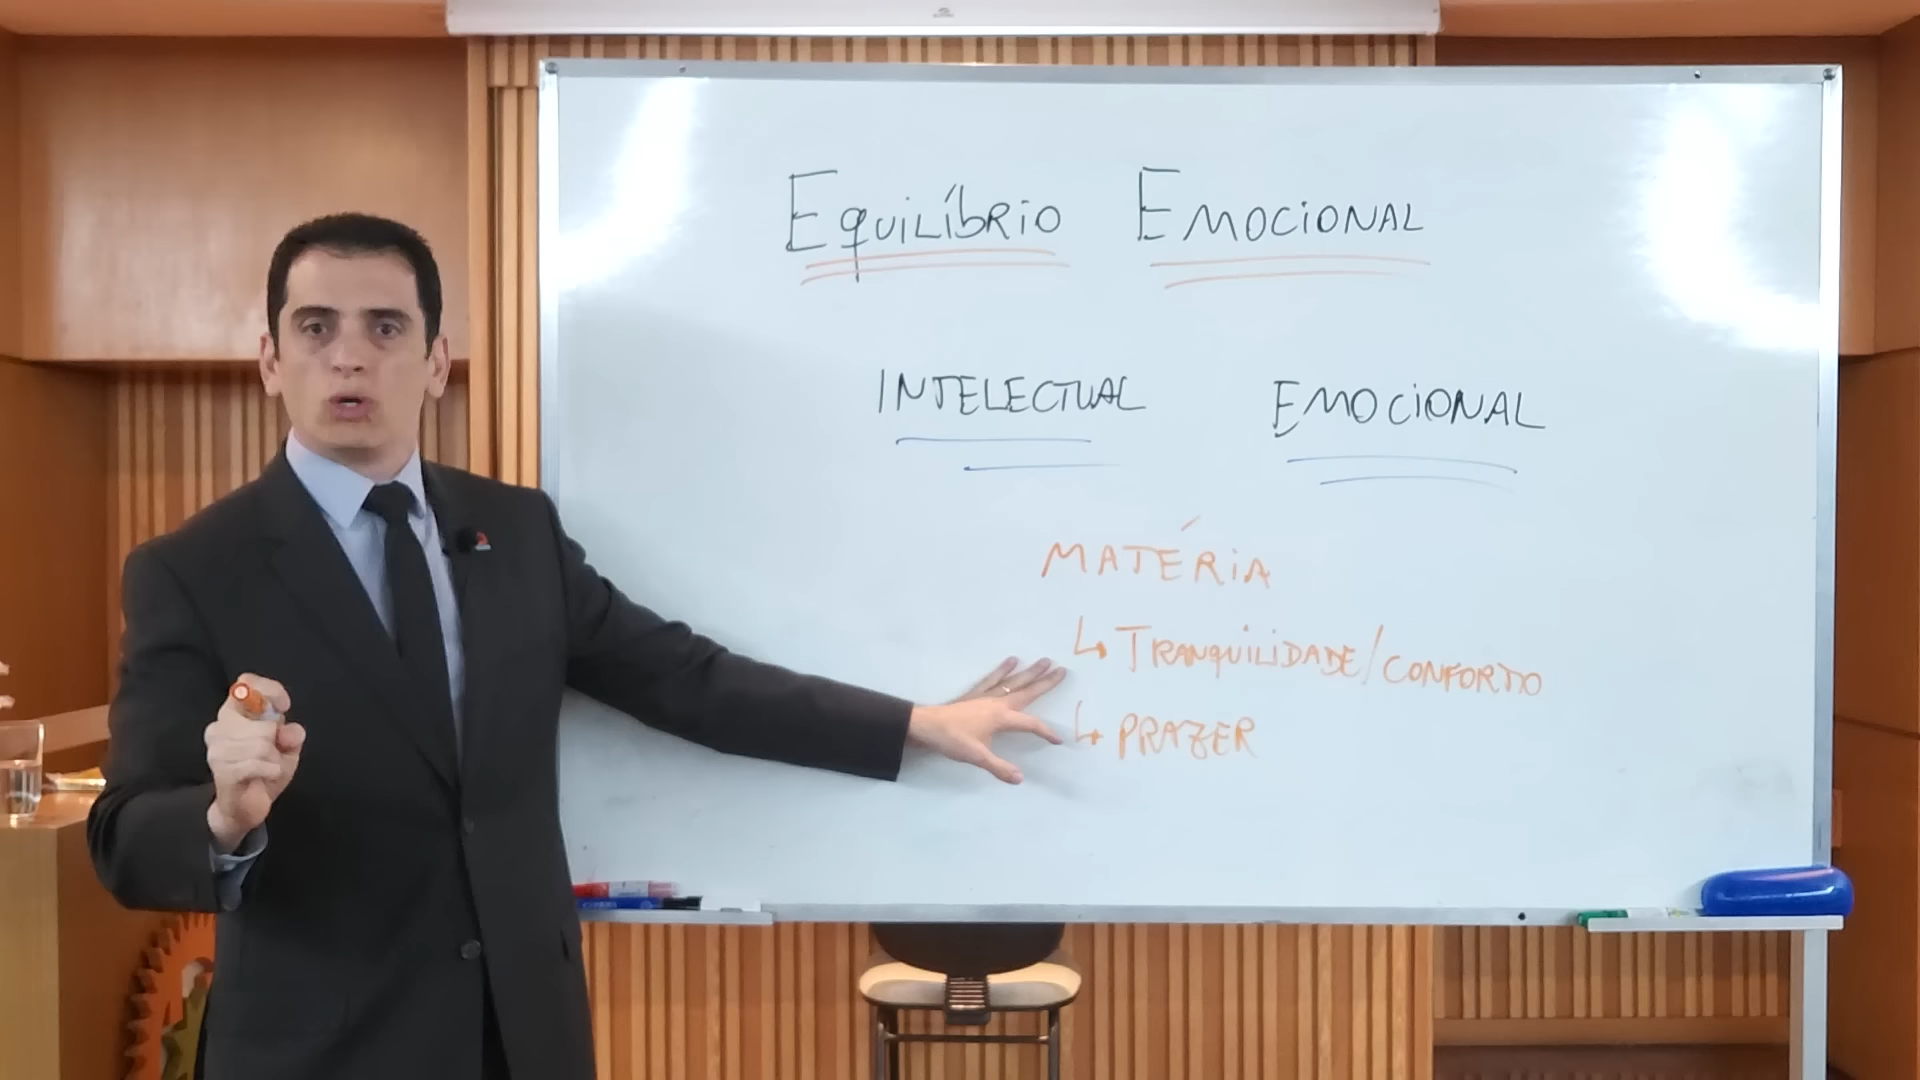 Equilíbrio Emocional
INTELECTUAL EMOCIONAL
MATÉRIA
↳ TRANQUILIDADE/CONFORTO
↳ PRAZER